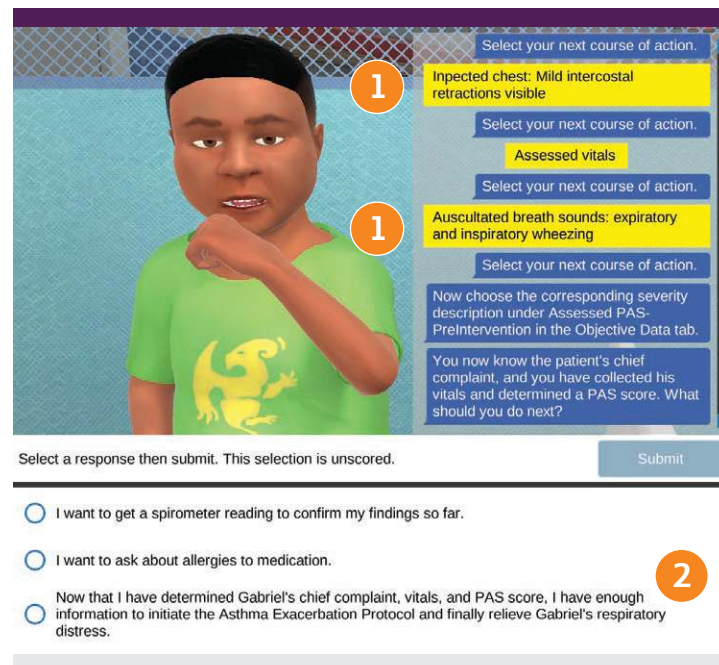 Select your next course of action.
1
Inpected chest: Mild intercostal
retractions visible
Select your next course of action.
Assessed vitals
Select your next course of action.
1
Auscultated breath sounds: expiratory
and inspiratory wheezing
Select your next course of action.
Now choose the corresponding severity
description under Assessed PAS-
PreIntervention in the Objective Data tab.
You now know the patient's chief
complaint, and you have collected his
vitals and determined a PAS score. What
should you do next?
Select a response then submit. This selection is unscored.
Submit
I want to get a spirometer reading to confirm my findings so far.
I want to ask about allergies to medication.
2
Now that I have determined Gabriel's chief complaint, vitals, and PAS score, I have enough
information to initiate the Asthma Exacerbation Protocol and finally relieve Gabriel's respiratory
distress.